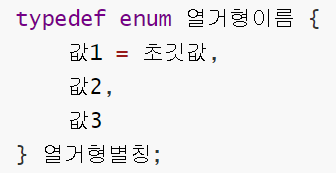 typedef enum 열거형이름 {
    값1 = 초깃값,
    값2,
    값3
} 열거형별칭;